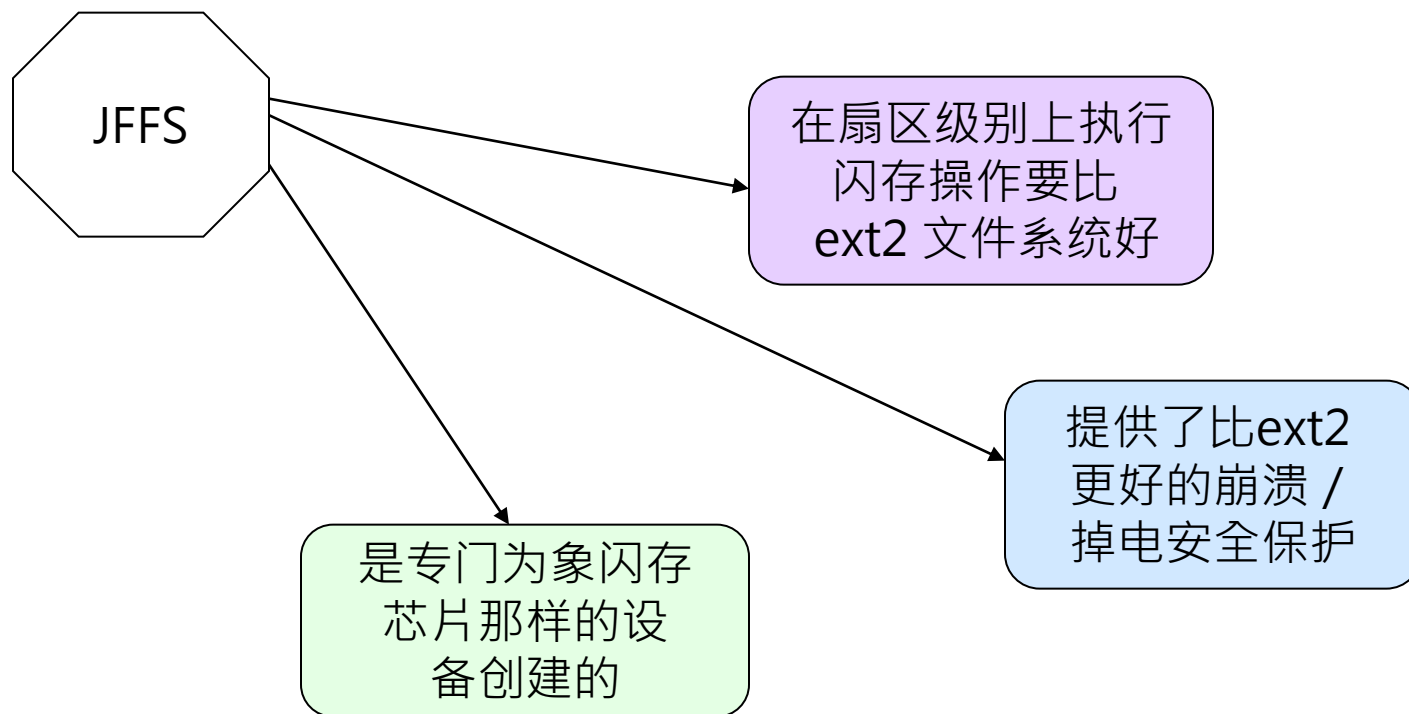 JFFS
在扇区级别上执行
闪存操作要比
ext2 文件系统好
提供了比ext2
更好的崩溃 /
掉电安全保护
是专门为象闪存
芯片那样的设
备创建的